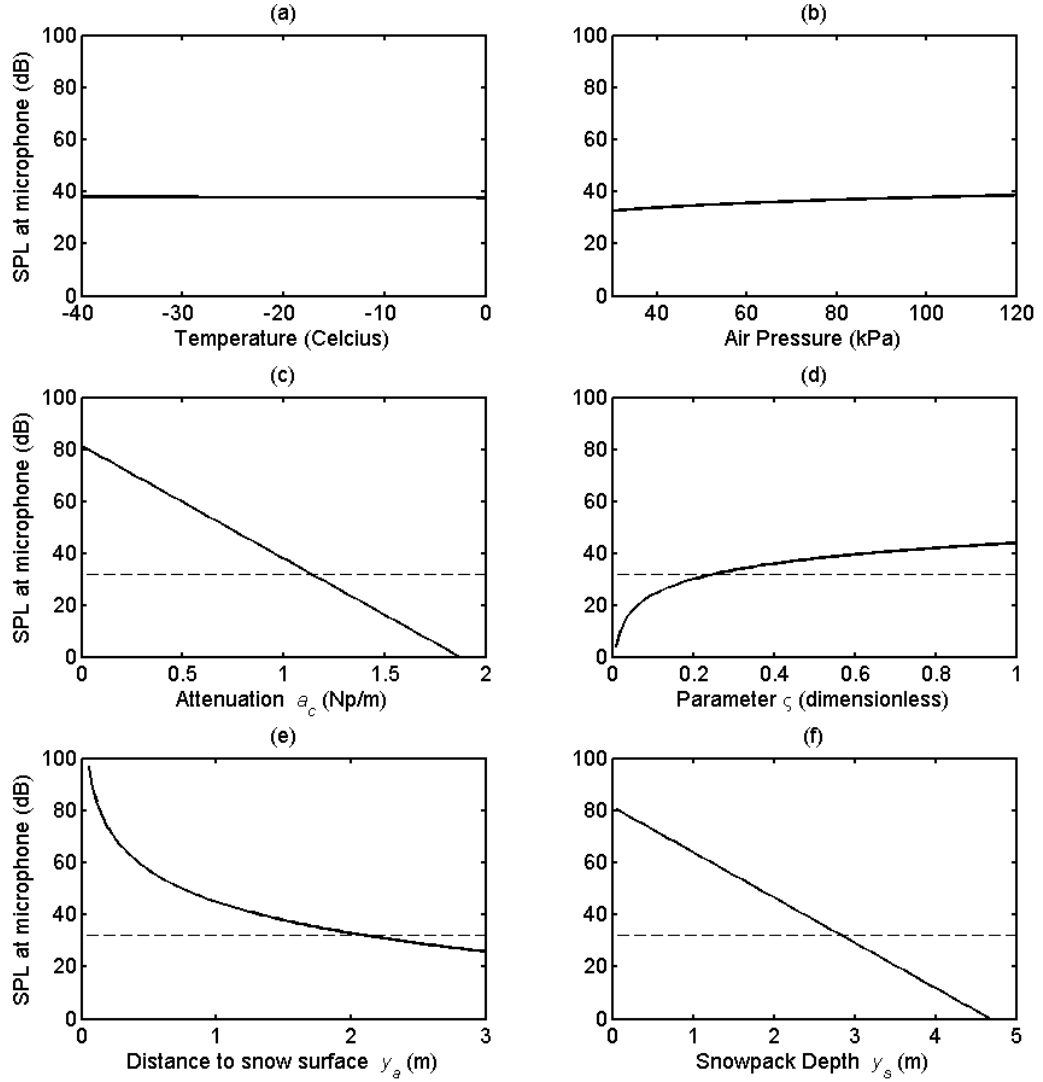 (a)
SPL at microphone (dB)
100
80
60
40
20
0
-40 -30 -20 -10 0
Temperature (Celcius)
(b)
100
80
60
40
20
0
40 60 80 100 120
Air Pressure (kPa)
(c)
SPL at microphone (dB)
100
80
60
40
20
0
0 0.5 1 1.5 2
Attenuation a_c (Np/m)
(d)
100
80
60
40
20
0
0 0.2 0.4 0.6 0.8 1
Parameter ς (dimensionless)
(e)
SPL at microphone (dB)
100
80
60
40
20
0
0 1 2 3
Distance to snow surface y_a (m)
(f)
100
80
60
40
20
0
0 1 2 3 4 5
Snowpack Depth y_s (m)